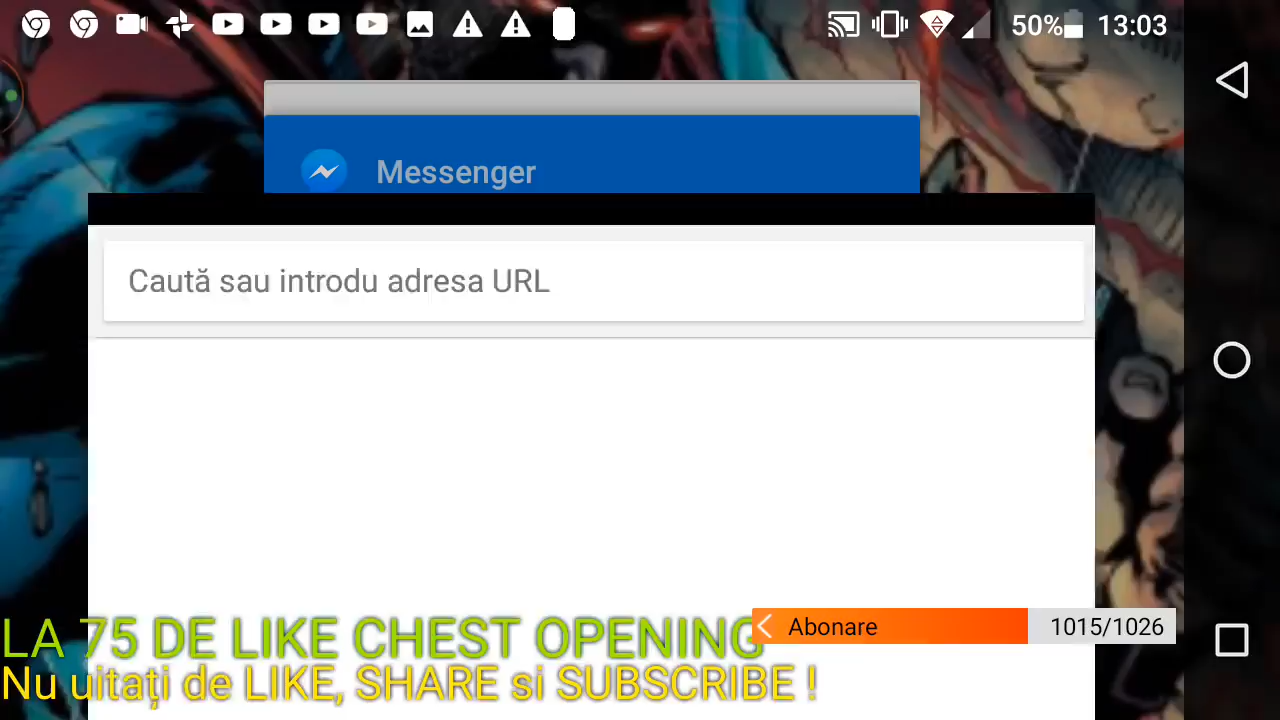 50% 13:03
Messenger
Caută sau introdu adresa URL
LA 75 DE LIKE CHEST OPENING
Abonare 1015/1026
Nu uitați de LIKE, SHARE si SUBSCRIBE !